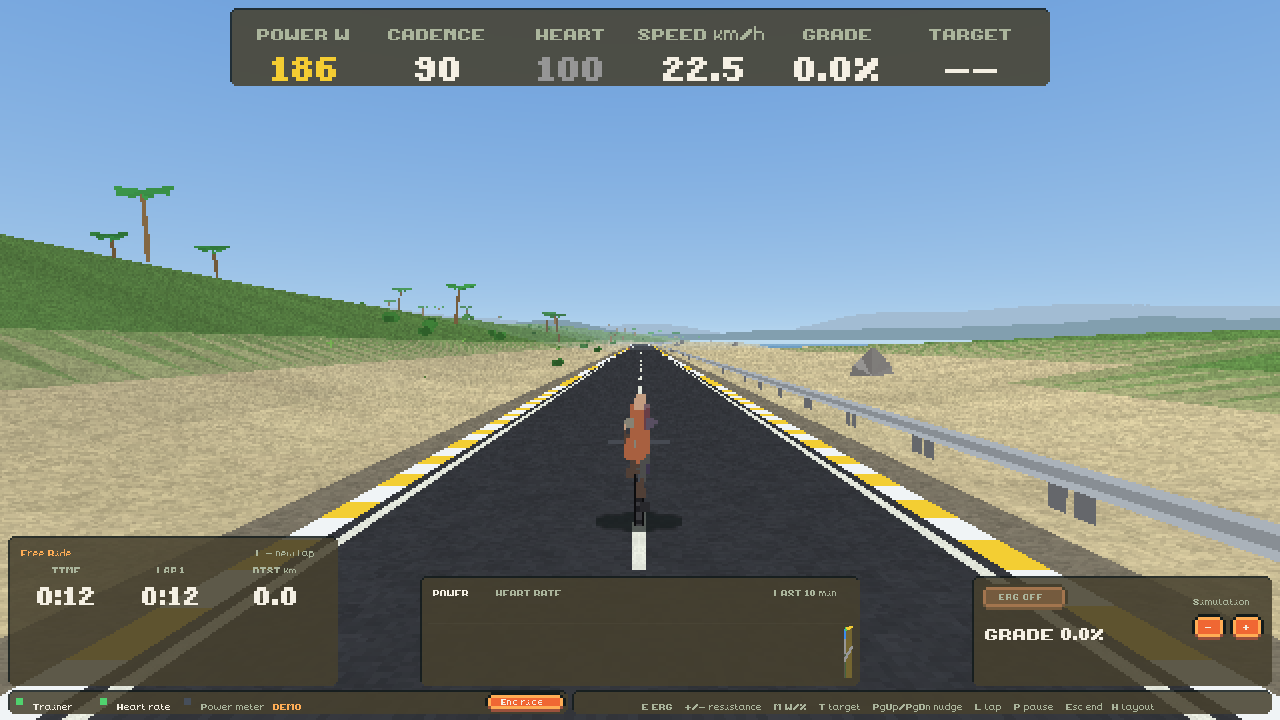 POWER W CADENCE HEART SPEED km/h GRADE TARGET
186 90 100 22.5 0.0% --
Free Ride L - new lap
TIME LAP 1 DIST km
0:12 0:12 0.0
POWER HEART RATE LAST 10 min
ERG OFF
Simulation
GRADE 0.0%
- +
Trainer Heart rate Power meter DEMO End ride
E ERG +/- resistance M W/% T target PgUp/PgDn nudge L lap P pause Esc end H layout